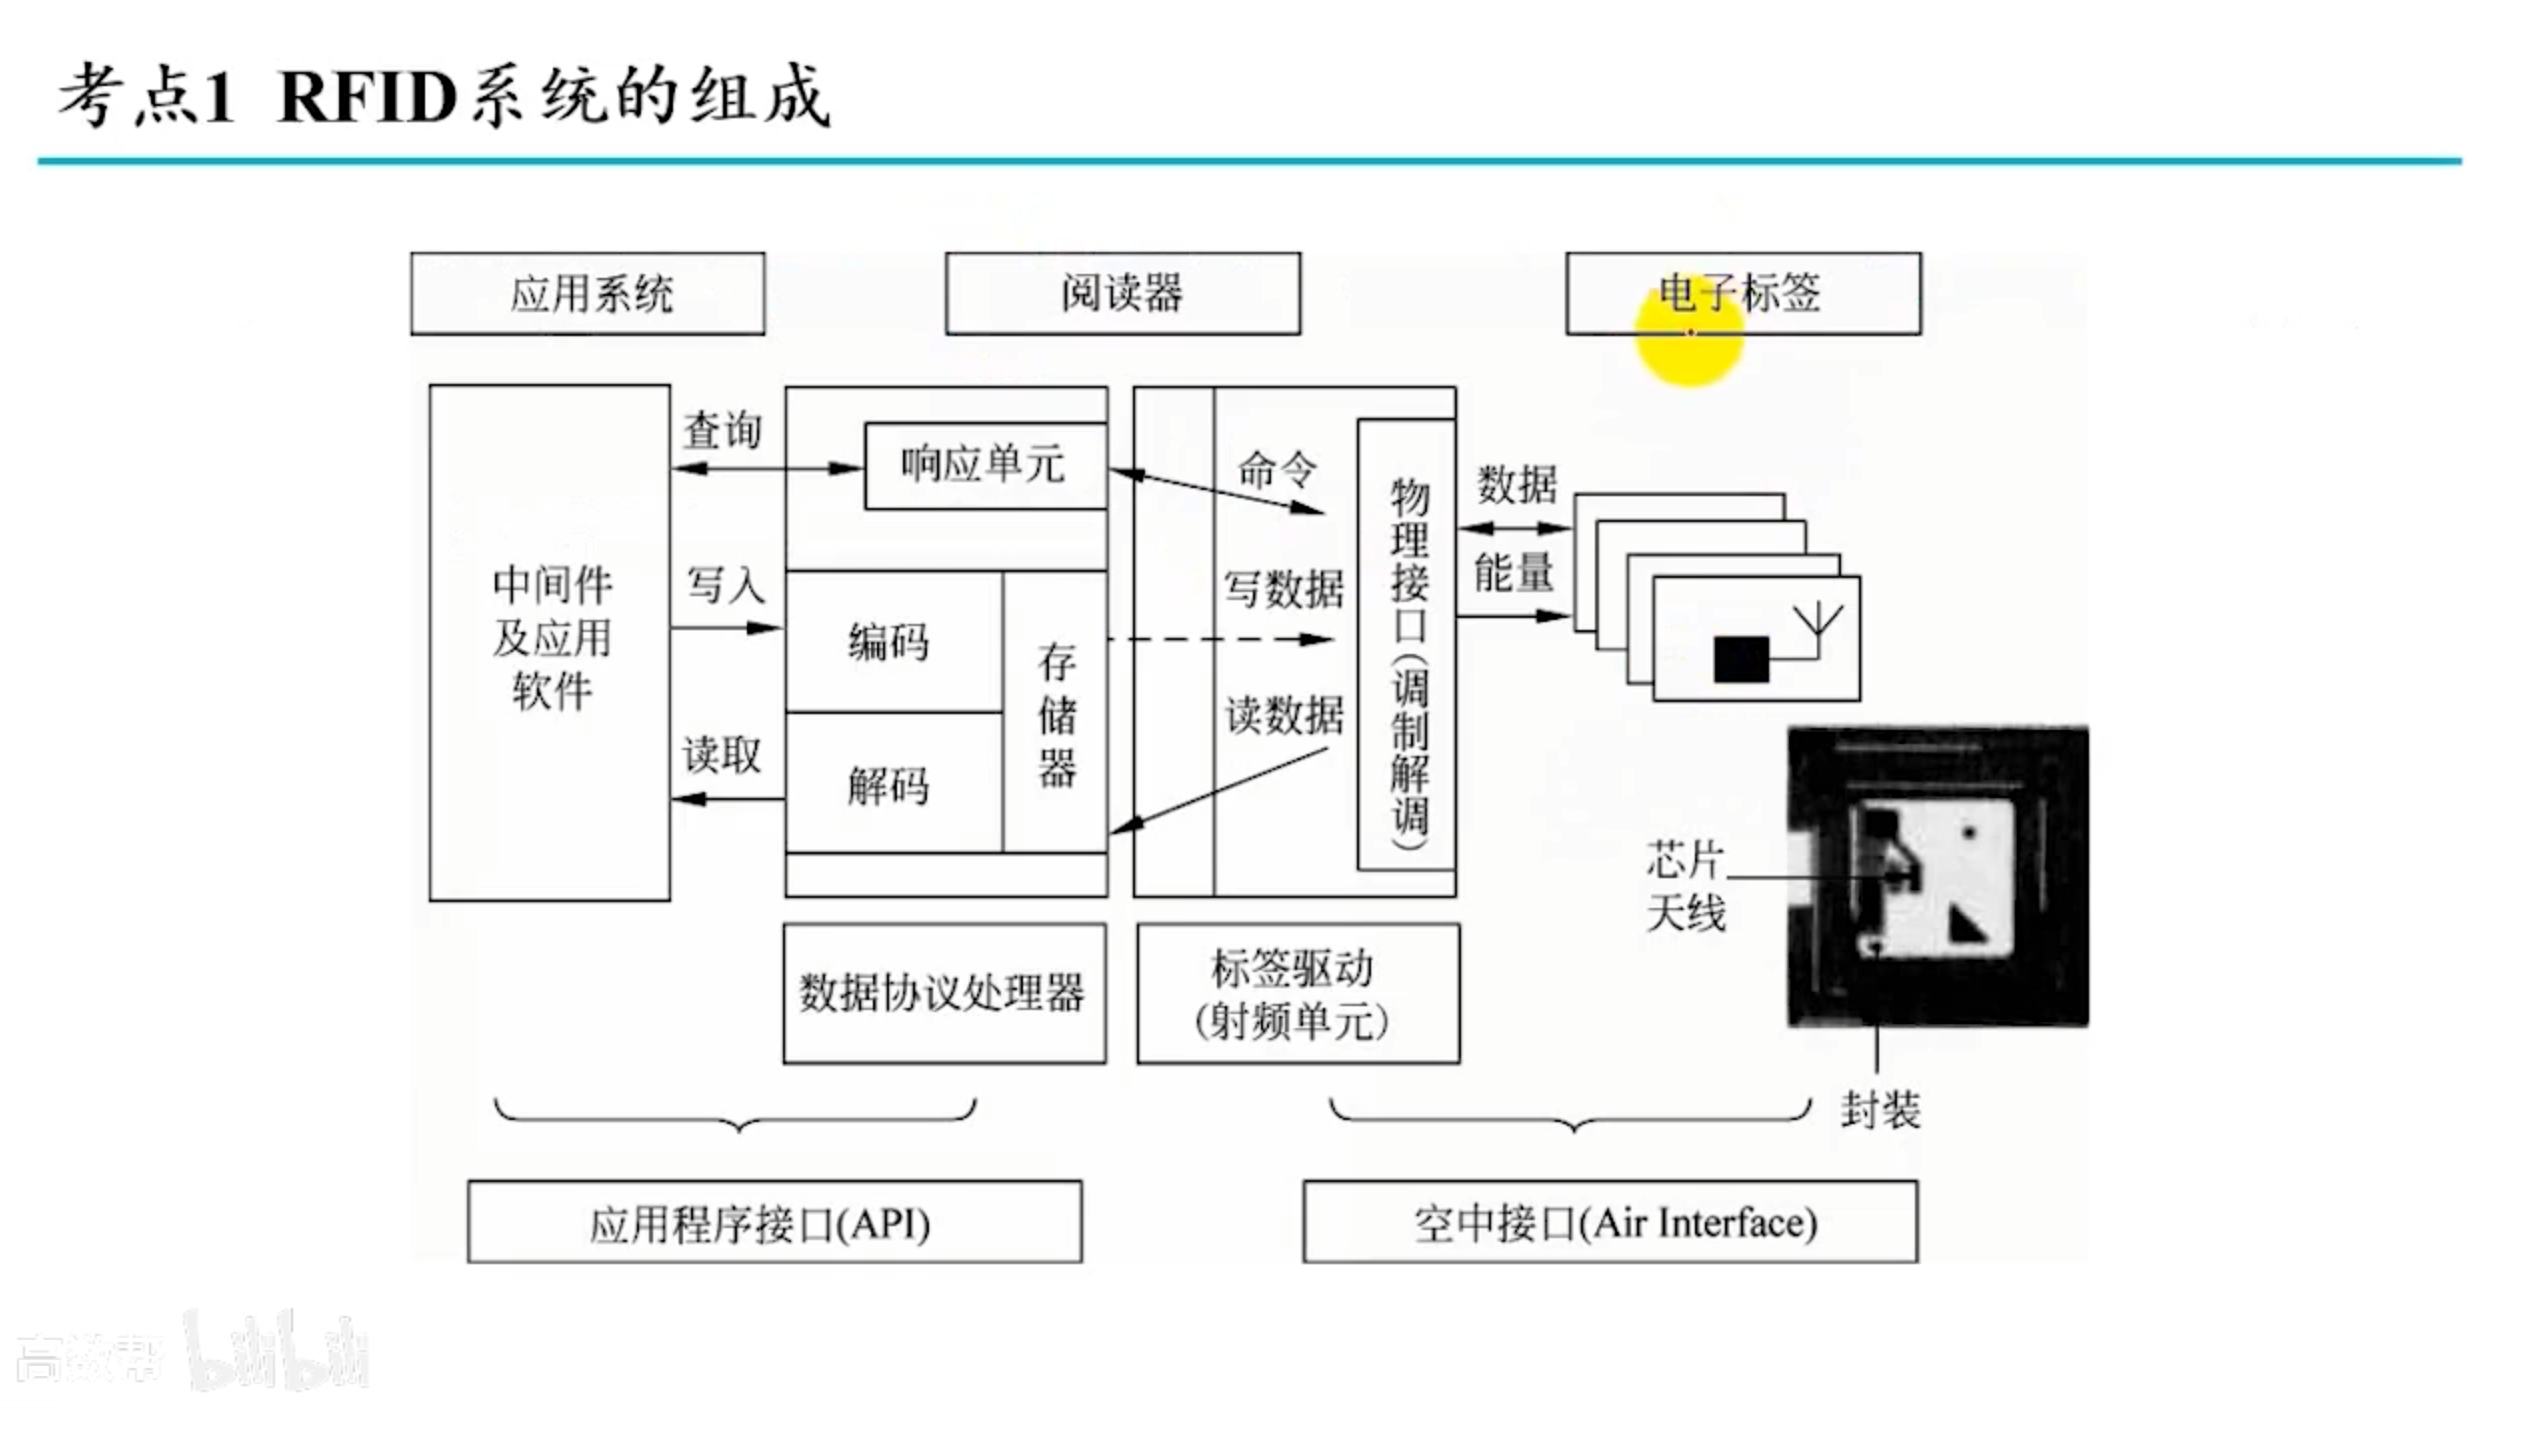 考点1 RFID系统的组成
应用系统
阅读器
电子标签
中间件
及应用
软件
查询
写入
读取
响应单元
编码
解码
存储器
命令
写数据
读数据
物理接口(调制解调)
数据
能量
芯片
天线
封装
数据协议处理器
标签驱动
(射频单元)
应用程序接口(API)
空中接口(Air Interface)
高数帮 bilibili